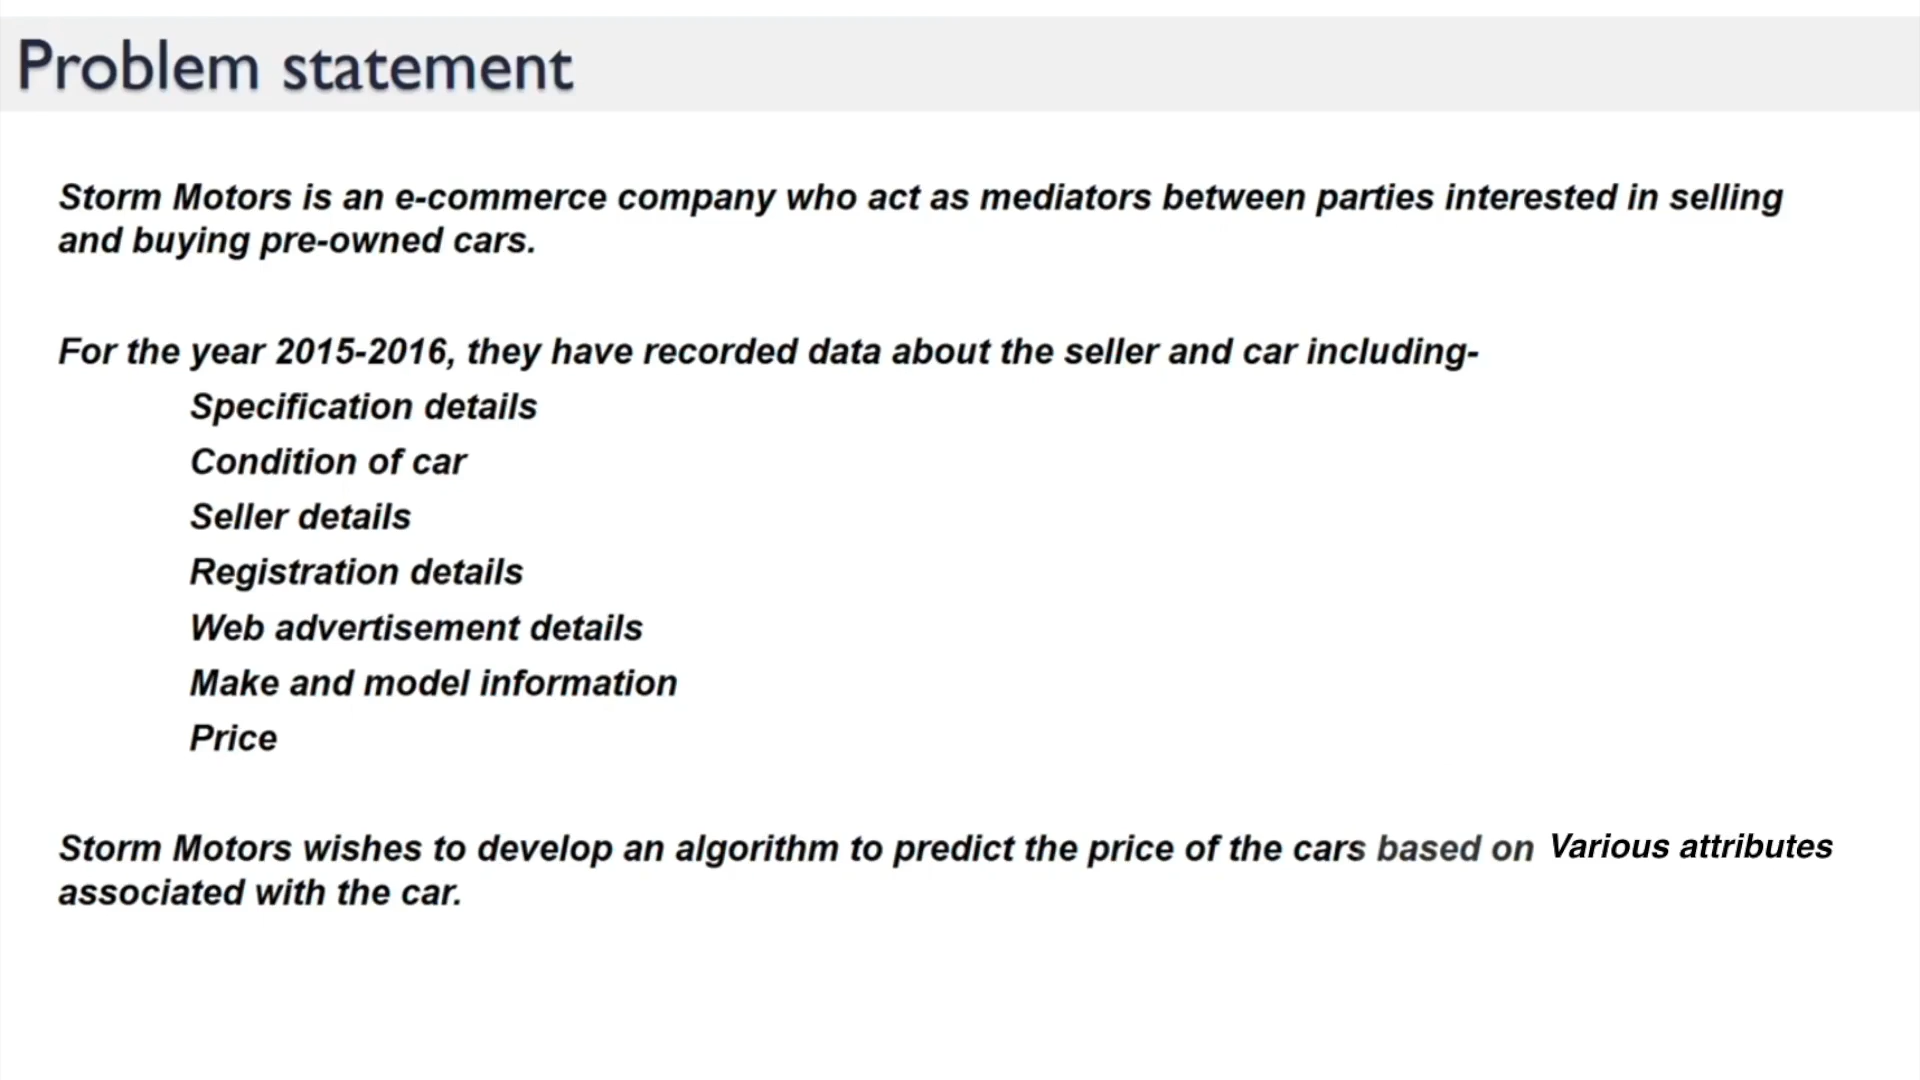 Problem statement
Storm Motors is an e-commerce company who act as mediators between parties interested in selling
and buying pre-owned cars.
For the year 2015-2016, they have recorded data about the seller and car including-
Specification details
Condition of car
Seller details
Registration details
Web advertisement details
Make and model information
Price
Storm Motors wishes to develop an algorithm to predict the price of the cars based on Various attributes
associated with the car.